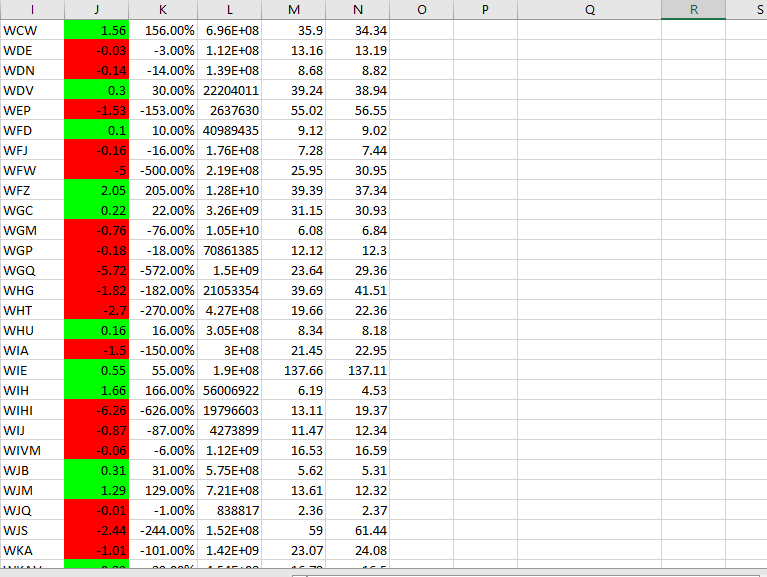 I J K L M N O P Q R S
WCW 1.56 156.00% 6.96E+08 35.9 34.34
WDE -0.03 -3.00% 1.12E+08 13.16 13.19
WDN -0.14 -14.00% 1.39E+08 8.68 8.82
WDV 0.3 30.00% 22204011 39.24 38.94
WEP -1.53 -153.00% 2637630 55.02 56.55
WFD 0.1 10.00% 40989435 9.12 9.02
WFJ -0.16 -16.00% 1.76E+08 7.28 7.44
WFW -5 -500.00% 2.19E+08 25.95 30.95
WFZ 2.05 205.00% 1.28E+10 39.39 37.34
WGC 0.22 22.00% 3.26E+09 31.15 30.93
WGM -0.76 -76.00% 1.05E+10 6.08 6.84
WGP -0.18 -18.00% 70861385 12.12 12.3
WGQ -5.72 -572.00% 1.5E+09 23.64 29.36
WHG -1.82 -182.00% 21053354 39.69 41.51
WHT -2.7 -270.00% 4.27E+08 19.66 22.36
WHU 0.16 16.00% 3.05E+08 8.34 8.18
WIA -1.5 -150.00% 3E+08 21.45 22.95
WIE 0.55 55.00% 1.9E+08 137.66 137.11
WIH 1.66 166.00% 56006922 6.19 4.53
WIHI -6.26 -626.00% 19796603 13.11 19.37
WIJ -0.87 -87.00% 4273899 11.47 12.34
WIVM -0.06 -6.00% 1.12E+09 16.53 16.59
WJB 0.31 31.00% 5.75E+08 5.62 5.31
WJM 1.29 129.00% 7.21E+08 13.61 12.32
WJQ -0.01 -1.00% 838817 2.36 2.37
WJS -2.44 -244.00% 1.52E+08 59 61.44
WKA -1.01 -101.00% 1.42E+09 23.07 24.08